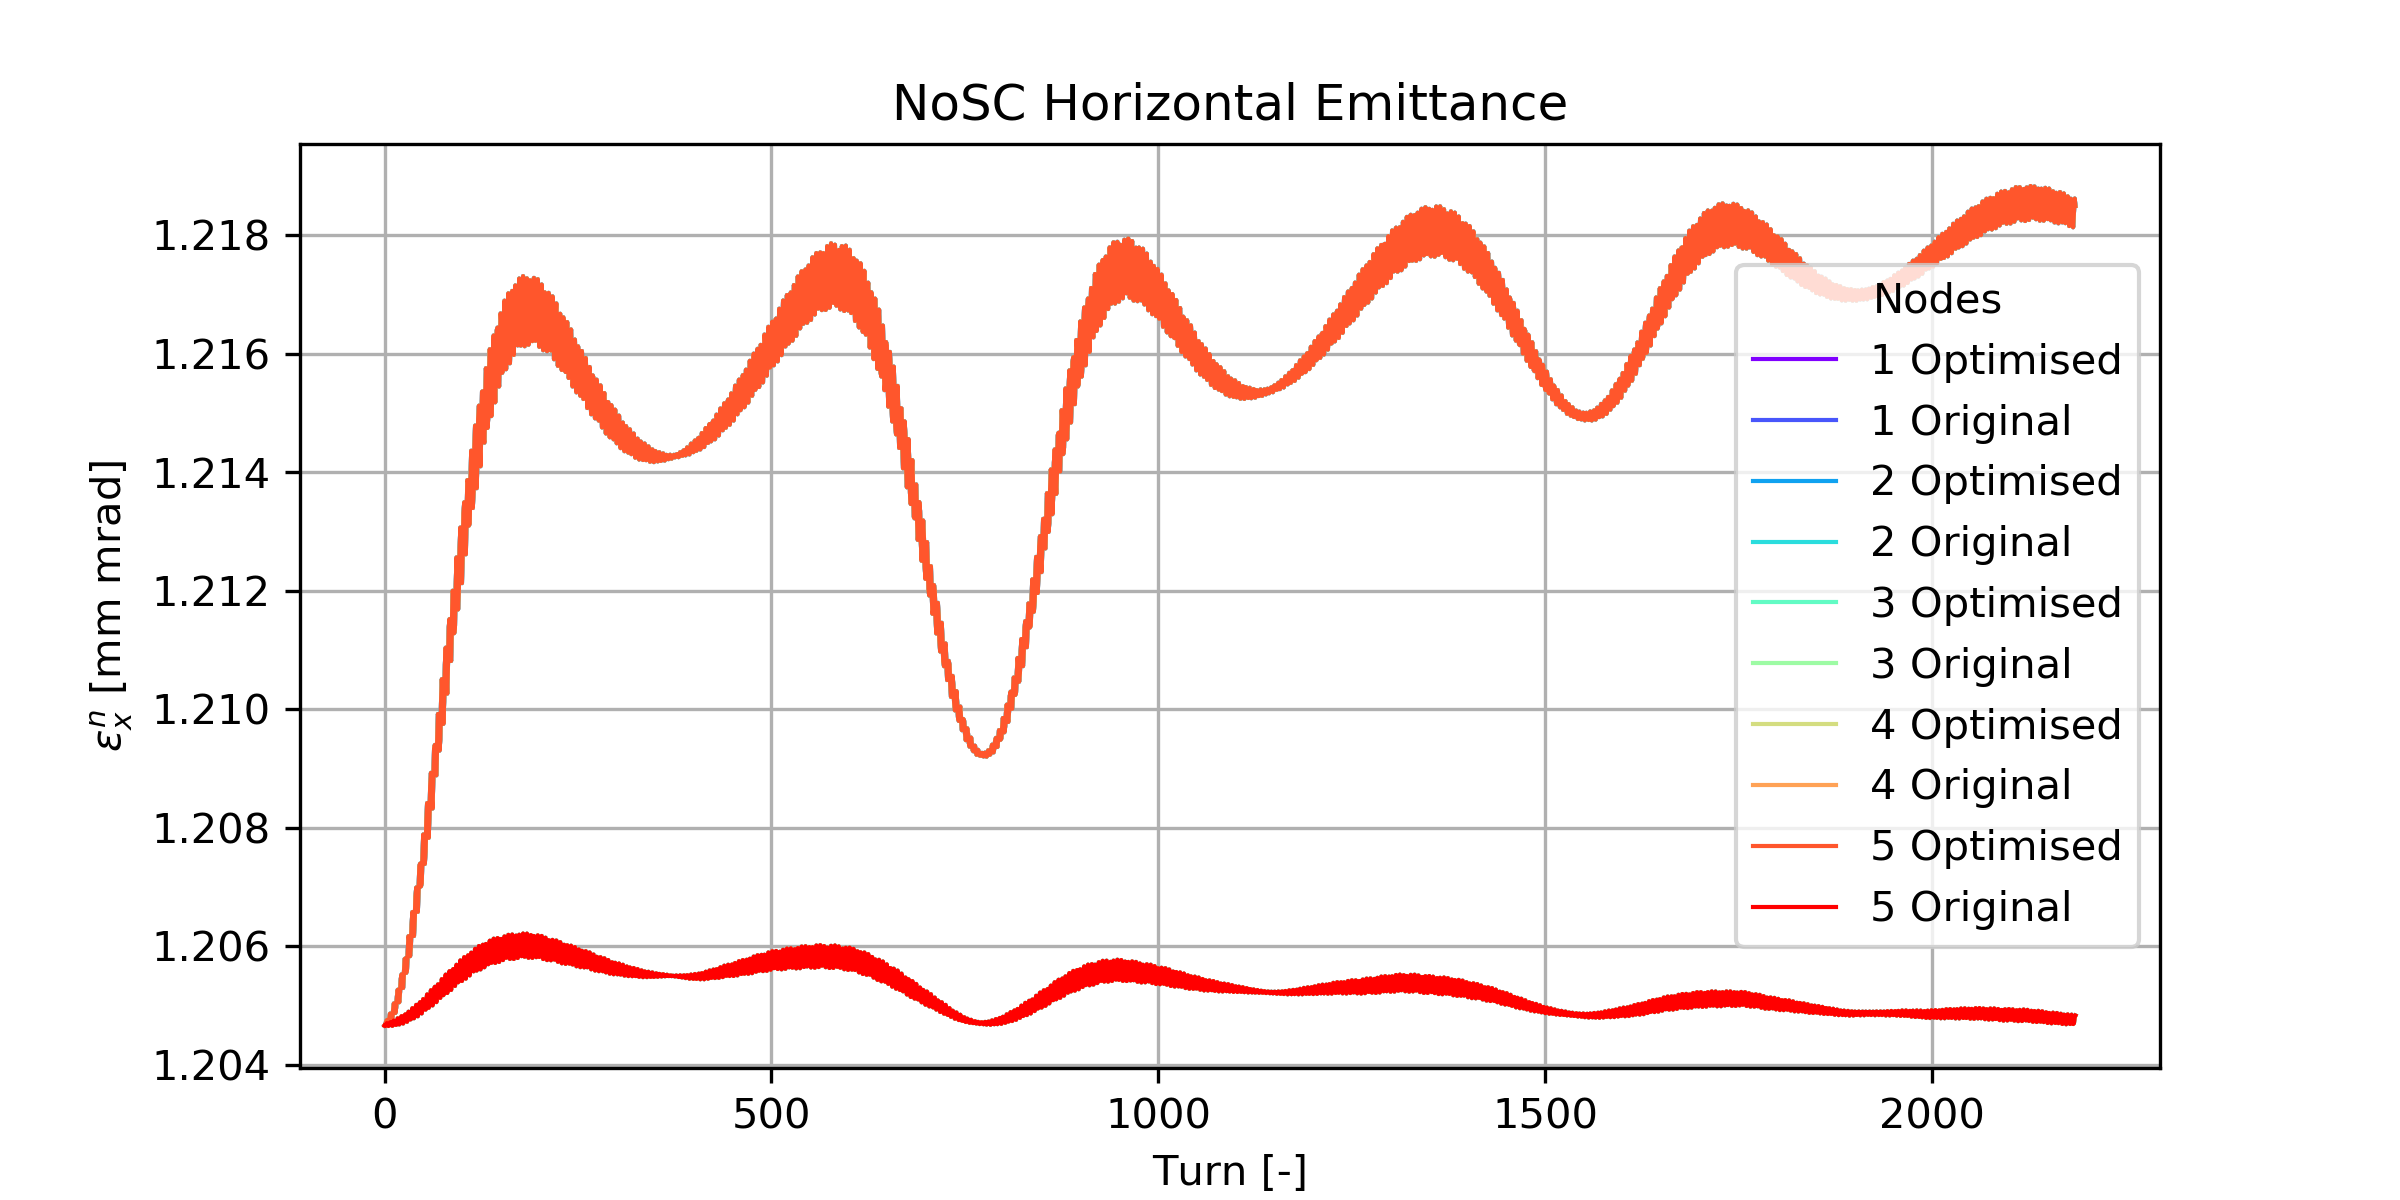 NoSC Horizontal Emittance
1.218
1.216
1.214
1.212
1.210
1.208
1.206
1.204
εₓⁿ [mm mrad]
0 500 1000 1500 2000
Turn [-]
Nodes
1 Optimised
1 Original
2 Optimised
2 Original
3 Optimised
3 Original
4 Optimised
4 Original
5 Optimised
5 Original